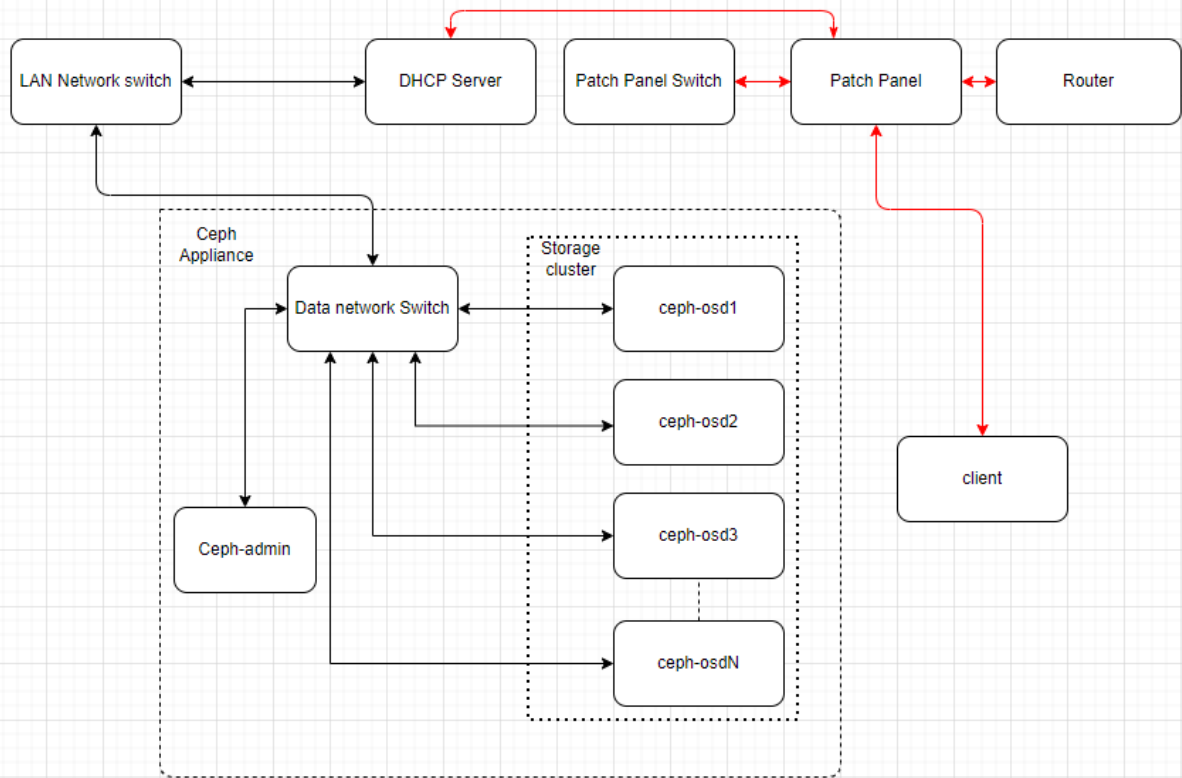 LAN Network switch
DHCP Server
Patch Panel Switch
Patch Panel
Router
Ceph
Appliance
Storage
cluster
Data network Switch
ceph-osd1
ceph-osd2
client
ceph-osd3
Ceph-admin
ceph-osdN